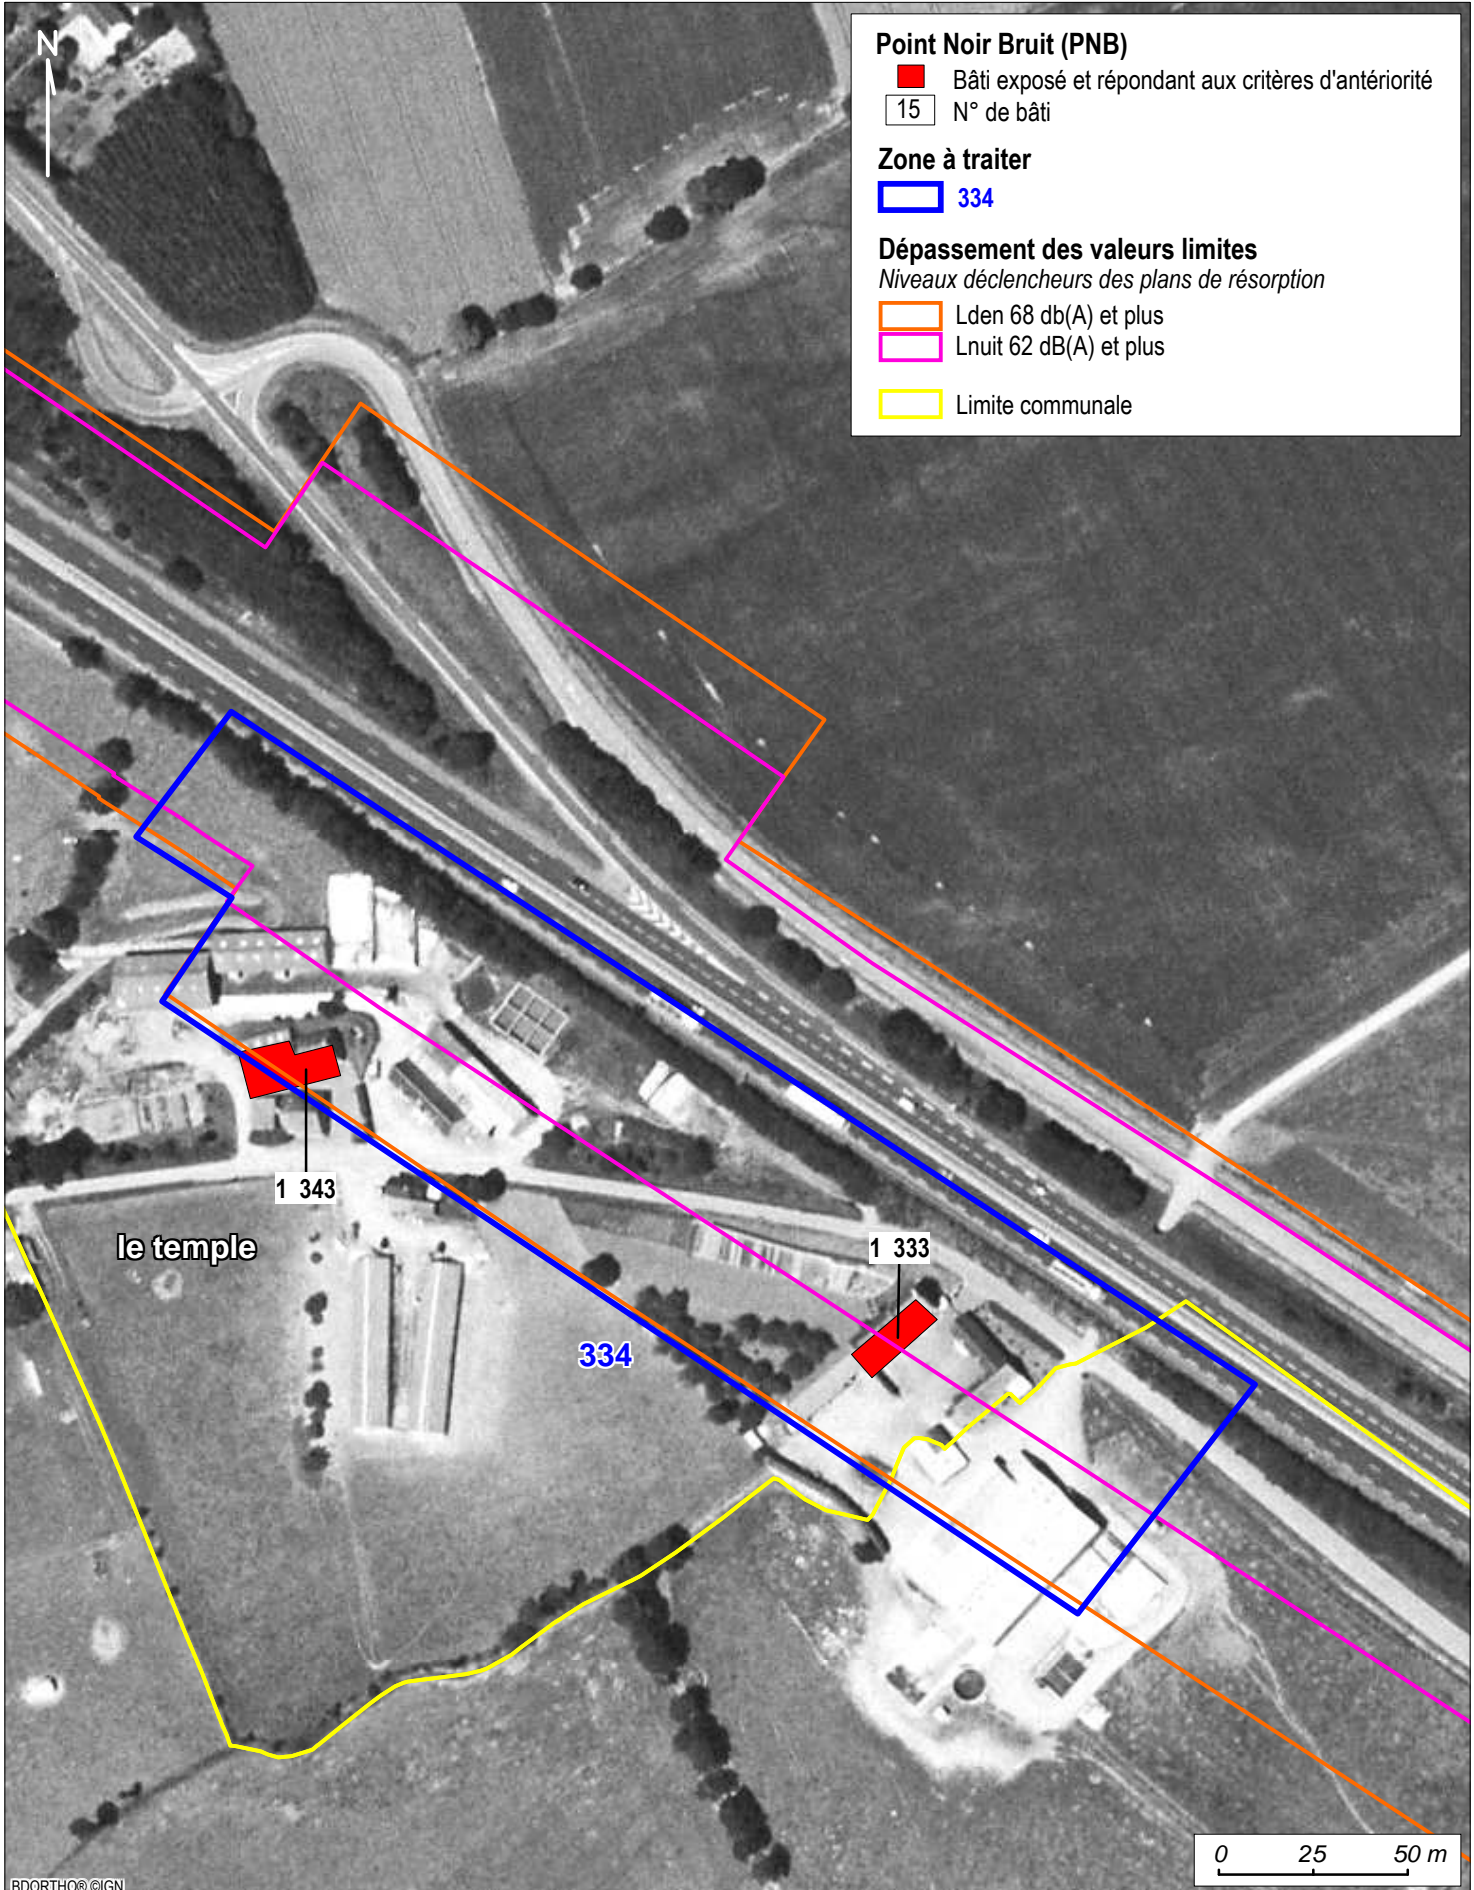 N
Point Noir Bruit (PNB)
Bâti exposé et répondant aux critères d'antériorité
15 N° de bâti
Zone à traiter
334
Dépassement des valeurs limites
Niveaux déclencheurs des plans de résorption
Lden 68 db(A) et plus
Lnuit 62 dB(A) et plus
Limite communale
1 343
le temple
1 333
334
0 25 50 m
BDORTHO® ©IGN